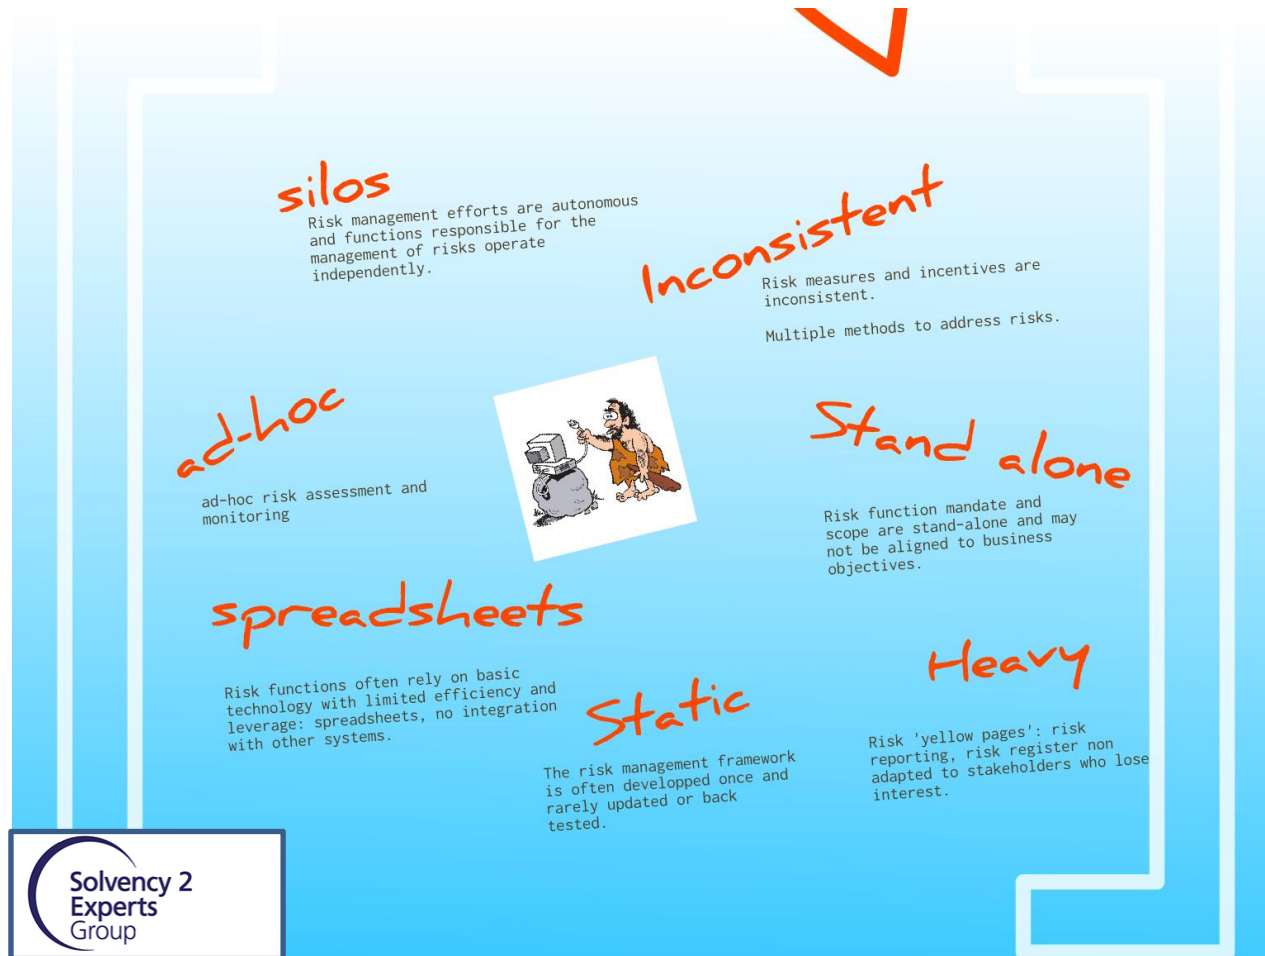 silos
Risk management efforts are autonomous
and functions responsible for the
management of risks operate
independently.
Inconsistent
Risk measures and incentives are
inconsistent.
Multiple methods to address risks.
ad-hoc
ad-hoc risk assessment and
monitoring
Stand alone
Risk function mandate and
scope are stand-alone and may
not be aligned to business
objectives.
spreadsheets
Risk functions often rely on basic
technology with limited efficiency and
leverage: spreadsheets, no integration
with other systems.
Static
The risk management framework
is often developped once and
rarely updated or back
tested.
Heavy
Risk 'yellow pages': risk
reporting, risk register non
adapted to stakeholders who lose
interest.
Solvency 2
Experts
Group